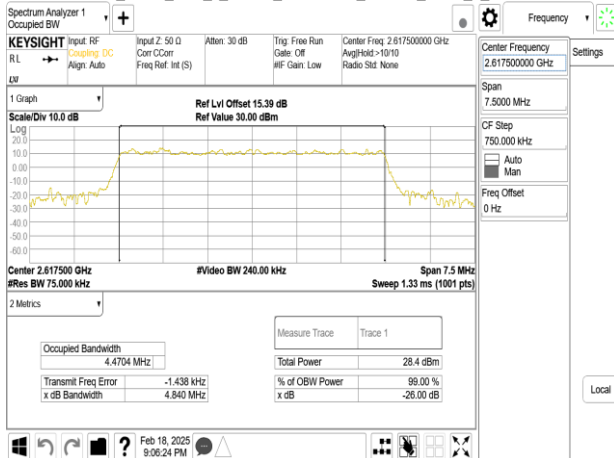 Spectrum Analyzer 1
Occupied BW
Frequency
KEYSIGHT
Input: RF
Coupling: DC
Align: Auto
RL
LXI
Input Z: 50 Ω
Corr CCorr
Freq Ref: Int (S)
Atten: 30 dB
Trig: Free Run
Gate: Off
#IF Gain: Low
Center Freq: 2.617500000 GHz
Avg|Hold:>10/10
Radio Std: None
Center Frequency
2.617500000 GHz
Settings
Span
7.5000 MHz
CF Step
750.000 kHz
Auto
Man
Freq Offset
0 Hz
1 Graph
Scale/Div 10.0 dB
Ref Lvl Offset 15.39 dB
Ref Value 30.00 dBm
Log
20.0
10.0
0.00
-10.0
-20.0
-30.0
-40.0
-50.0
-60.0
Center 2.617500 GHz
#Res BW 75.000 kHz
#Video BW 240.00 kHz
Span 7.5 MHz
Sweep 1.33 ms (1001 pts)
2 Metrics
Measure Trace
Trace 1
Occupied Bandwidth
4.4704 MHz
Total Power
28.4 dBm
Transmit Freq Error
-1.438 kHz
% of OBW Power
99.00 %
x dB Bandwidth
4.840 MHz
x dB
-26.00 dB
Local
Feb 18, 2025
9:06:24 PM